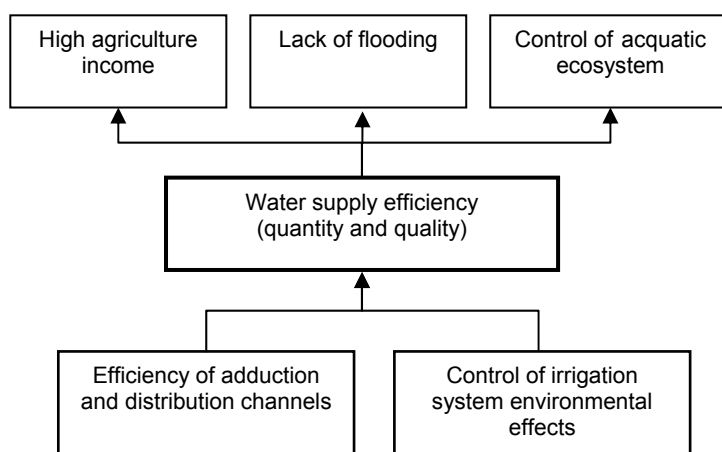 High agriculture
income
Lack of flooding
Control of acquatic
ecosystem
Water supply efficiency
(quantity and quality)
Efficiency of adduction
and distribution channels
Control of irrigation
system environmental
effects